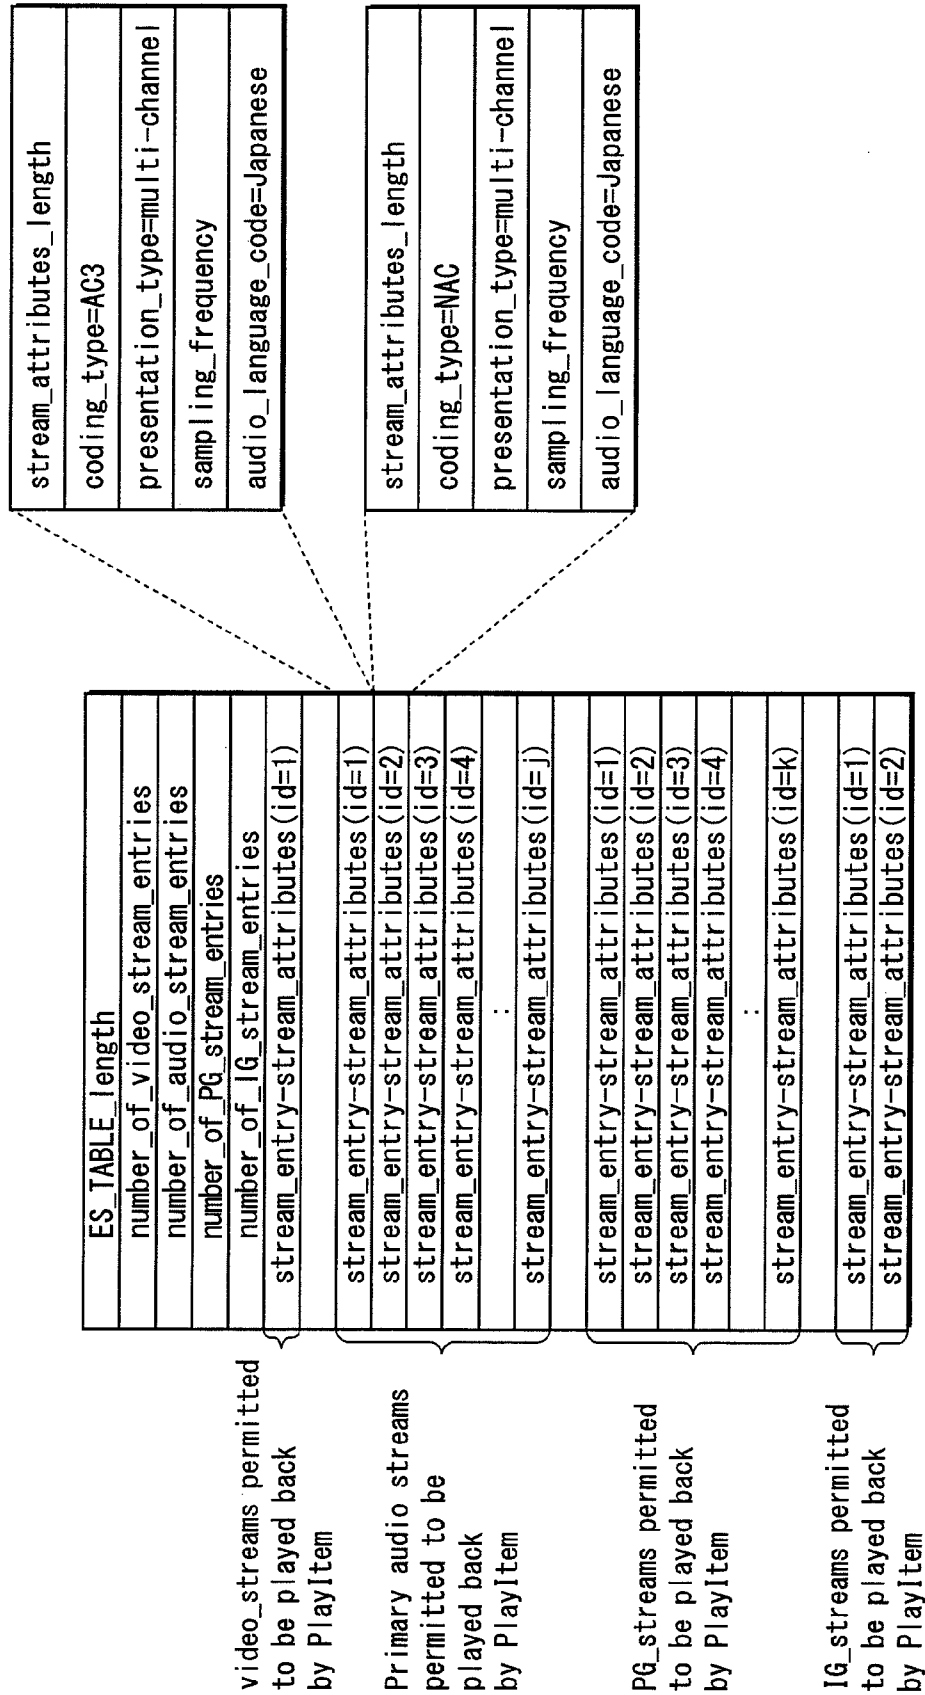 ES_TABLE_length
number_of_video_stream_entries
number_of_audio_stream_entries
number_of_PG_stream_entries
number_of_IG_stream_entries
video_streams permitted
to be played back
by PlayItem
stream_entry-stream_attributes(id=1)
Primary audio streams
permitted to be
played back
by PlayItem
stream_entry-stream_attributes(id=1)
stream_entry-stream_attributes(id=2)
stream_entry-stream_attributes(id=3)
stream_entry-stream_attributes(id=4)
:
stream_entry-stream_attributes(id=j)
PG_streams permitted
to be played back
by PlayItem
stream_entry-stream_attributes(id=1)
stream_entry-stream_attributes(id=2)
stream_entry-stream_attributes(id=3)
stream_entry-stream_attributes(id=4)
:
stream_entry-stream_attributes(id=k)
IG_streams permitted
to be played back
by PlayItem
stream_entry-stream_attributes(id=1)
stream_entry-stream_attributes(id=2)
stream_attributes_length
coding_type=AC3
presentation_type=multi-channel
sampling_frequency
audio_language_code=Japanese
stream_attributes_length
coding_type=NAC
presentation_type=multi-channel
sampling_frequency
audio_language_code=Japanese